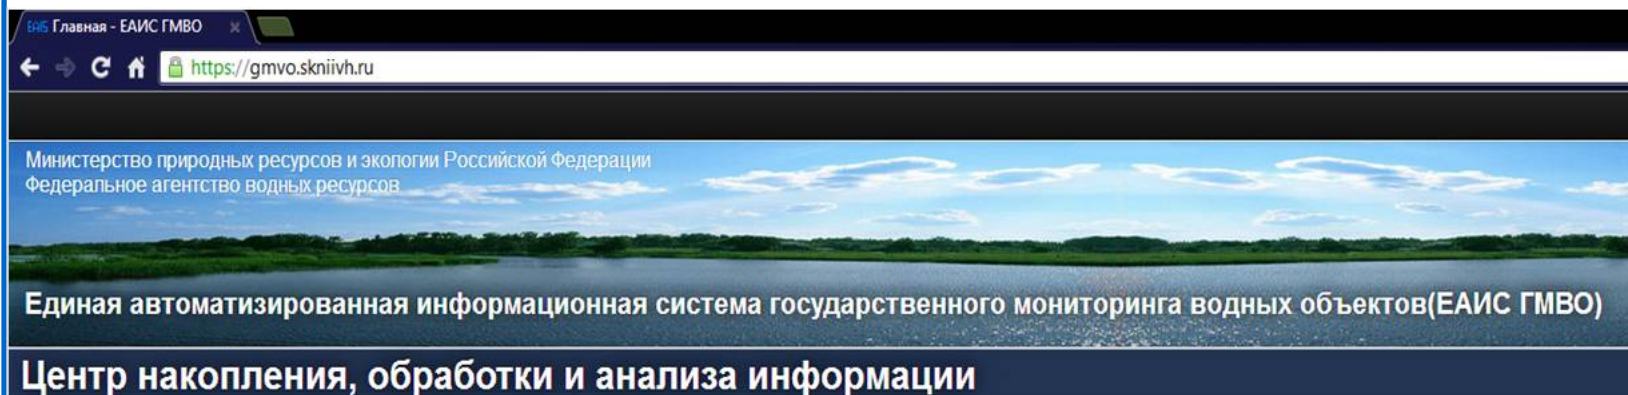 ЕАИС Главная - ЕАИС ГМВО
https://gmvo.skniivh.ru
Министерство природных ресурсов и экологии Российской Федерации
Федеральное агентство водных ресурсов
Единая автоматизированная информационная система государственного мониторинга водных объектов(ЕАИС ГМВО)
Центр накопления, обработки и анализа информации